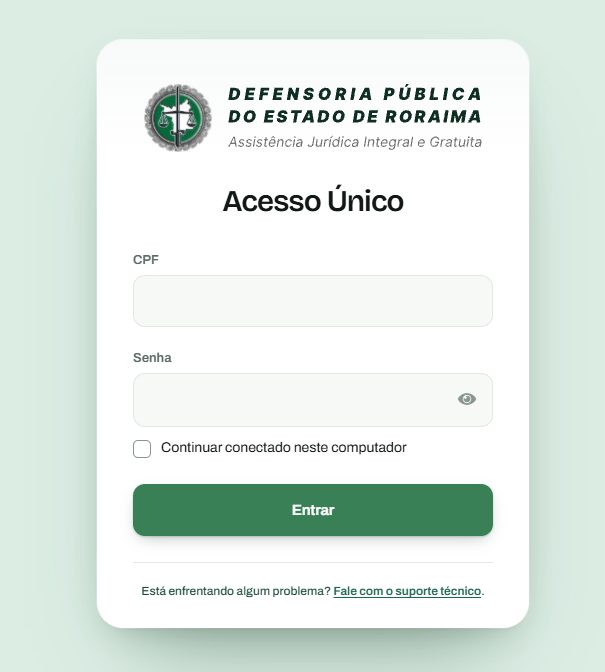 DEFENSORIA PÚBLICA
DO ESTADO DE RORAIMA
Assistência Jurídica Integral e Gratuita
Acesso Único
CPF
Senha
Continuar conectado neste computador
Entrar
Está enfrentando algum problema? Fale com o suporte técnico.